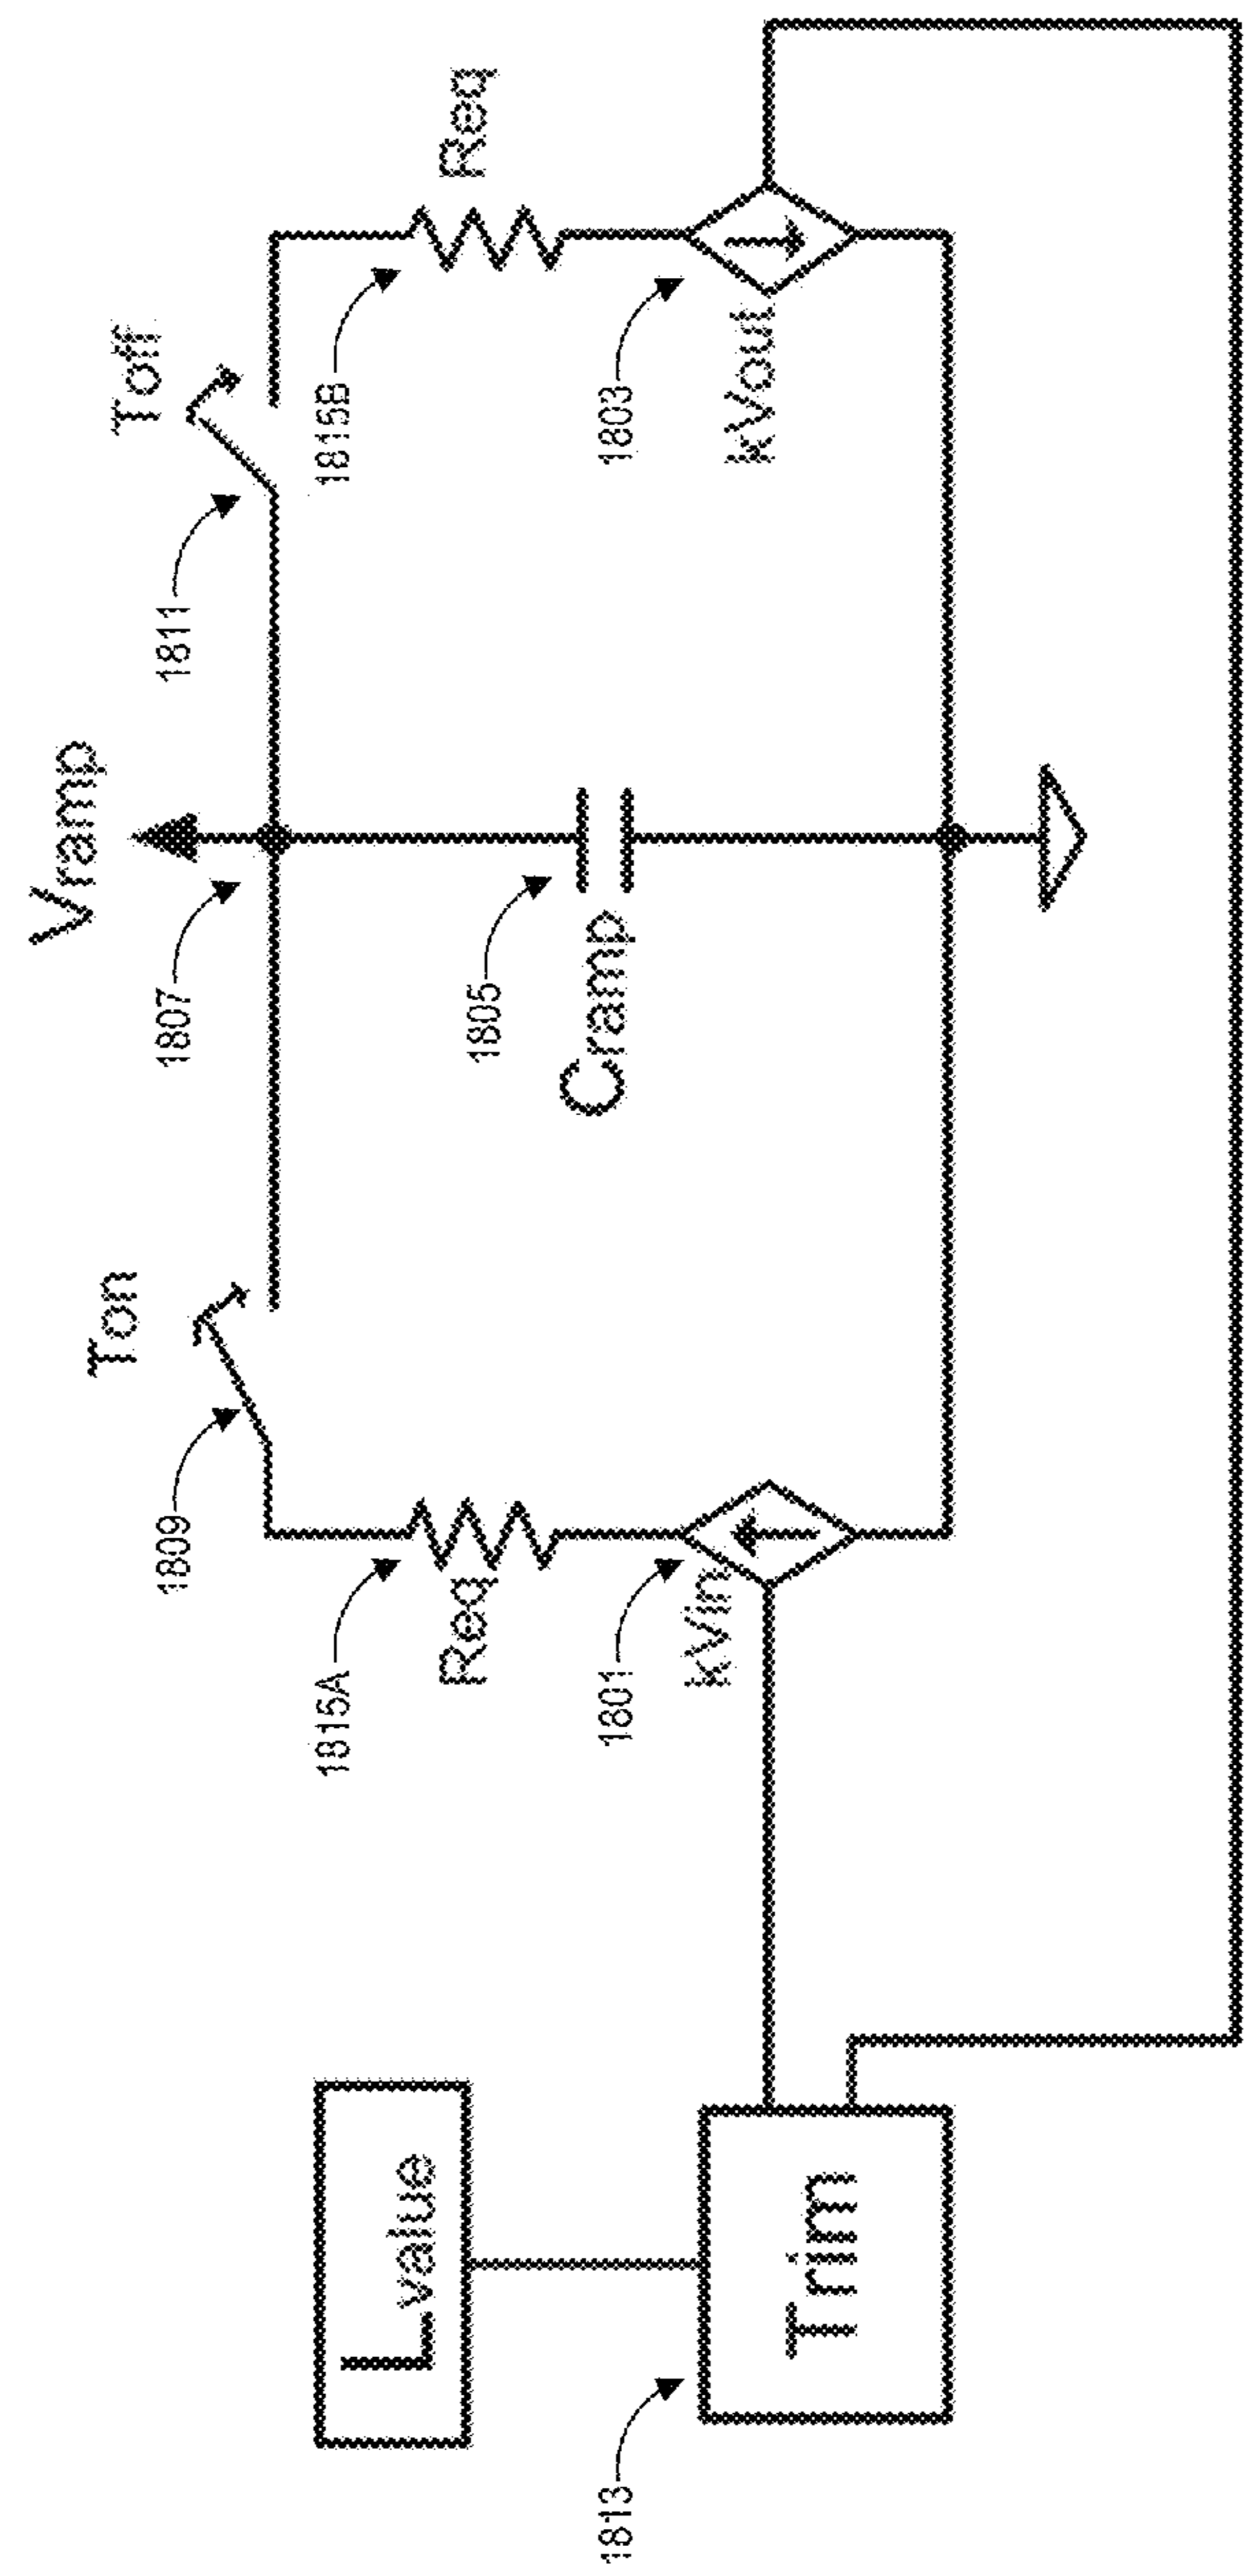 Vramp
Ton
Toff
1807
1809
1811
Lvalue
1815A
1815B
Req
Req
1805
Cramp
1813
1801
1803
kVin
kVout
Trim